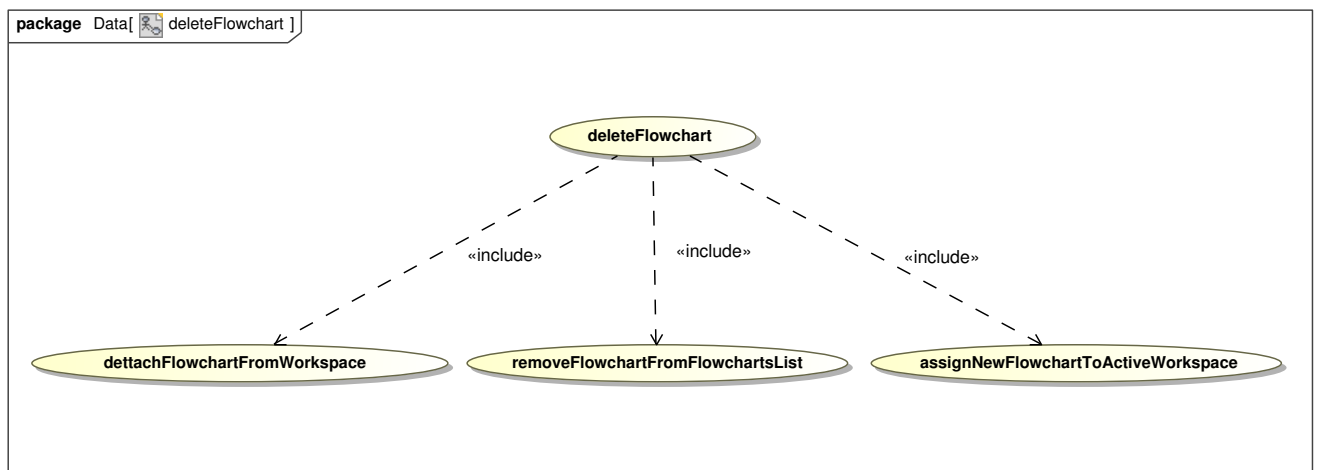 package Data[ deleteFlowchart ]
deleteFlowchart
«include»
«include»
«include»
dettachFlowchartFromWorkspace
removeFlowchartFromFlowchartsList
assignNewFlowchartToActiveWorkspace